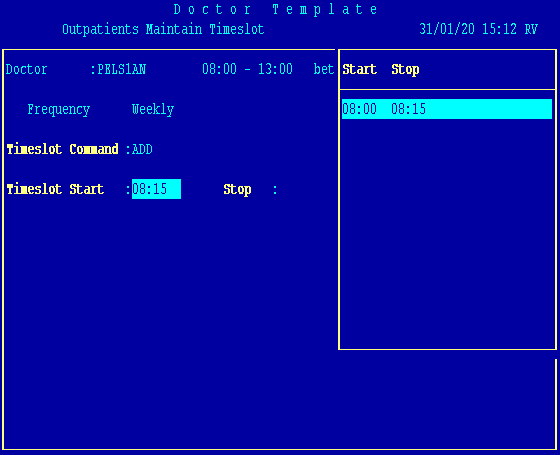 Doctor Template
Outpatients Maintain Timeslot 31/01/20 15:12 RV
Doctor :PELS1AN 08:00 - 13:00 bet
Start Stop
Frequency Weekly
08:00 08:15
Timeslot Command :ADD
Timeslot Start :08:15 Stop :